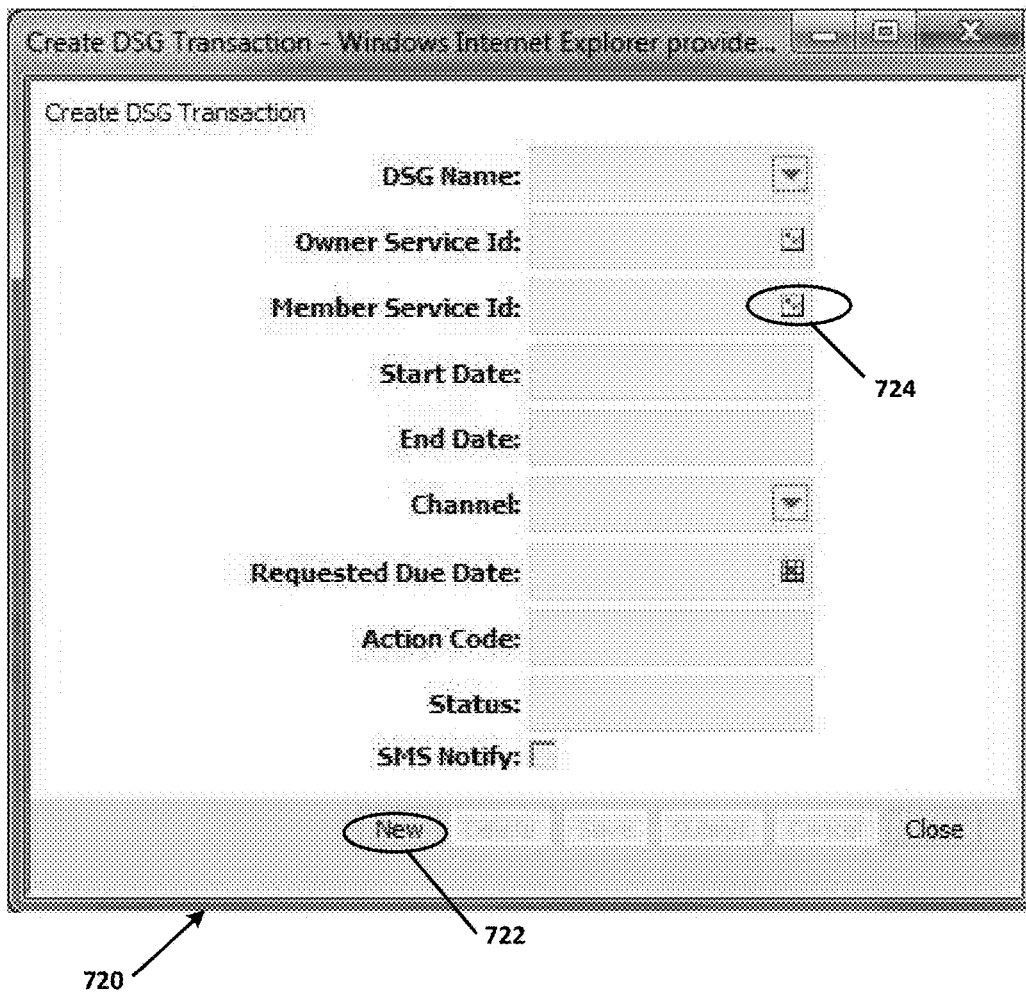 Create DSG Transaction - Windows Internet Explorer provide...
Create DSG Transaction
DSG Name:
Owner Service Id:
Member Service Id:
724
Start Date:
End Date:
Channel:
Requested Due Date:
Action Code:
Status:
SMS Notify:
New Close
722
720